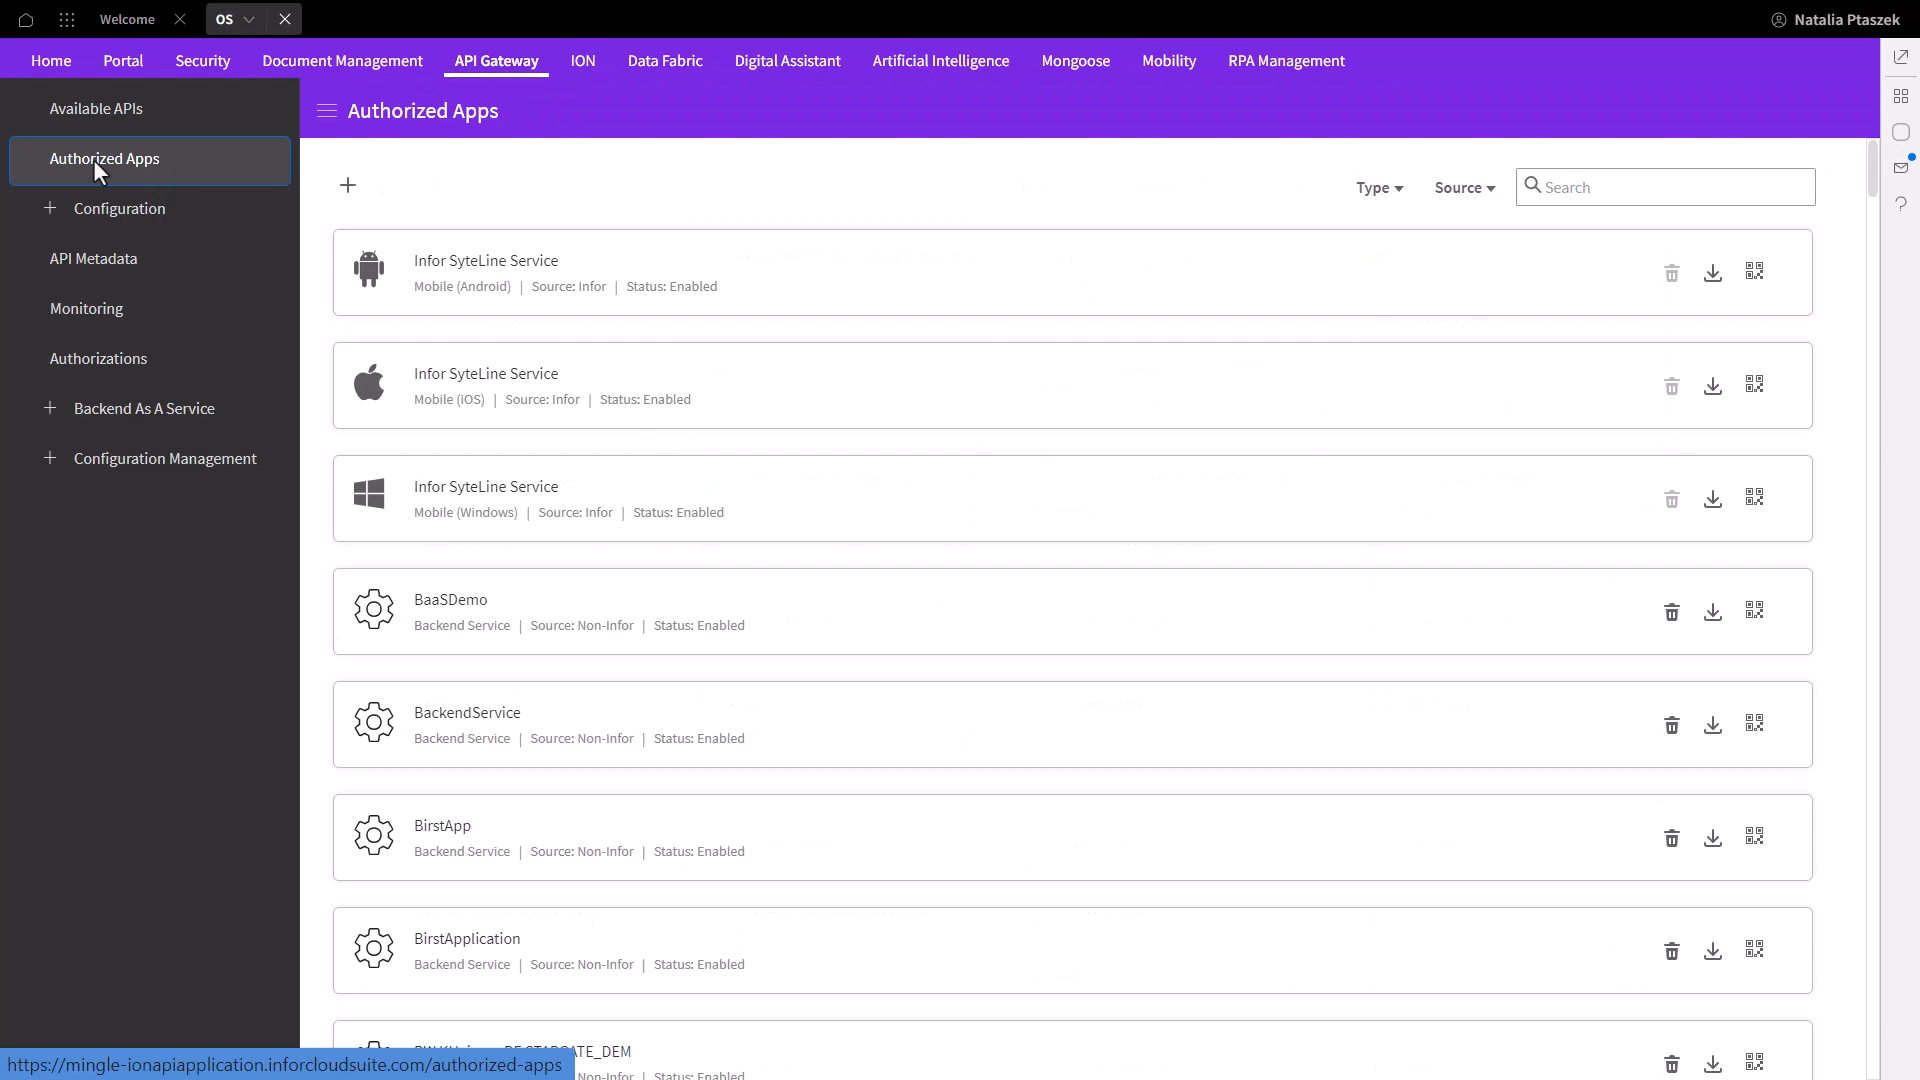 Welcome
OS
Natalia Ptaszek
Home Portal Security Document Management API Gateway ION Data Fabric Digital Assistant Artificial Intelligence Mongoose Mobility RPA Management
Available APIs
Authorized Apps
Configuration
API Metadata
Monitoring
Authorizations
Backend As A Service
Configuration Management
Authorized Apps
Type Source Search
Infor SyteLine Service
Mobile (Android) | Source: Infor | Status: Enabled
Infor SyteLine Service
Mobile (iOS) | Source: Infor | Status: Enabled
Infor SyteLine Service
Mobile (Windows) | Source: Infor | Status: Enabled
BaaSDemo
Backend Service | Source: Non-Infor | Status: Enabled
BackendService
Backend Service | Source: Non-Infor | Status: Enabled
BirstApp
Backend Service | Source: Non-Infor | Status: Enabled
BirstApplication
Backend Service | Source: Non-Infor | Status: Enabled
Non-Infor | Status: Enabled
https://mingle-ionapiapplication.inforcloudsuite.com/authorized-apps